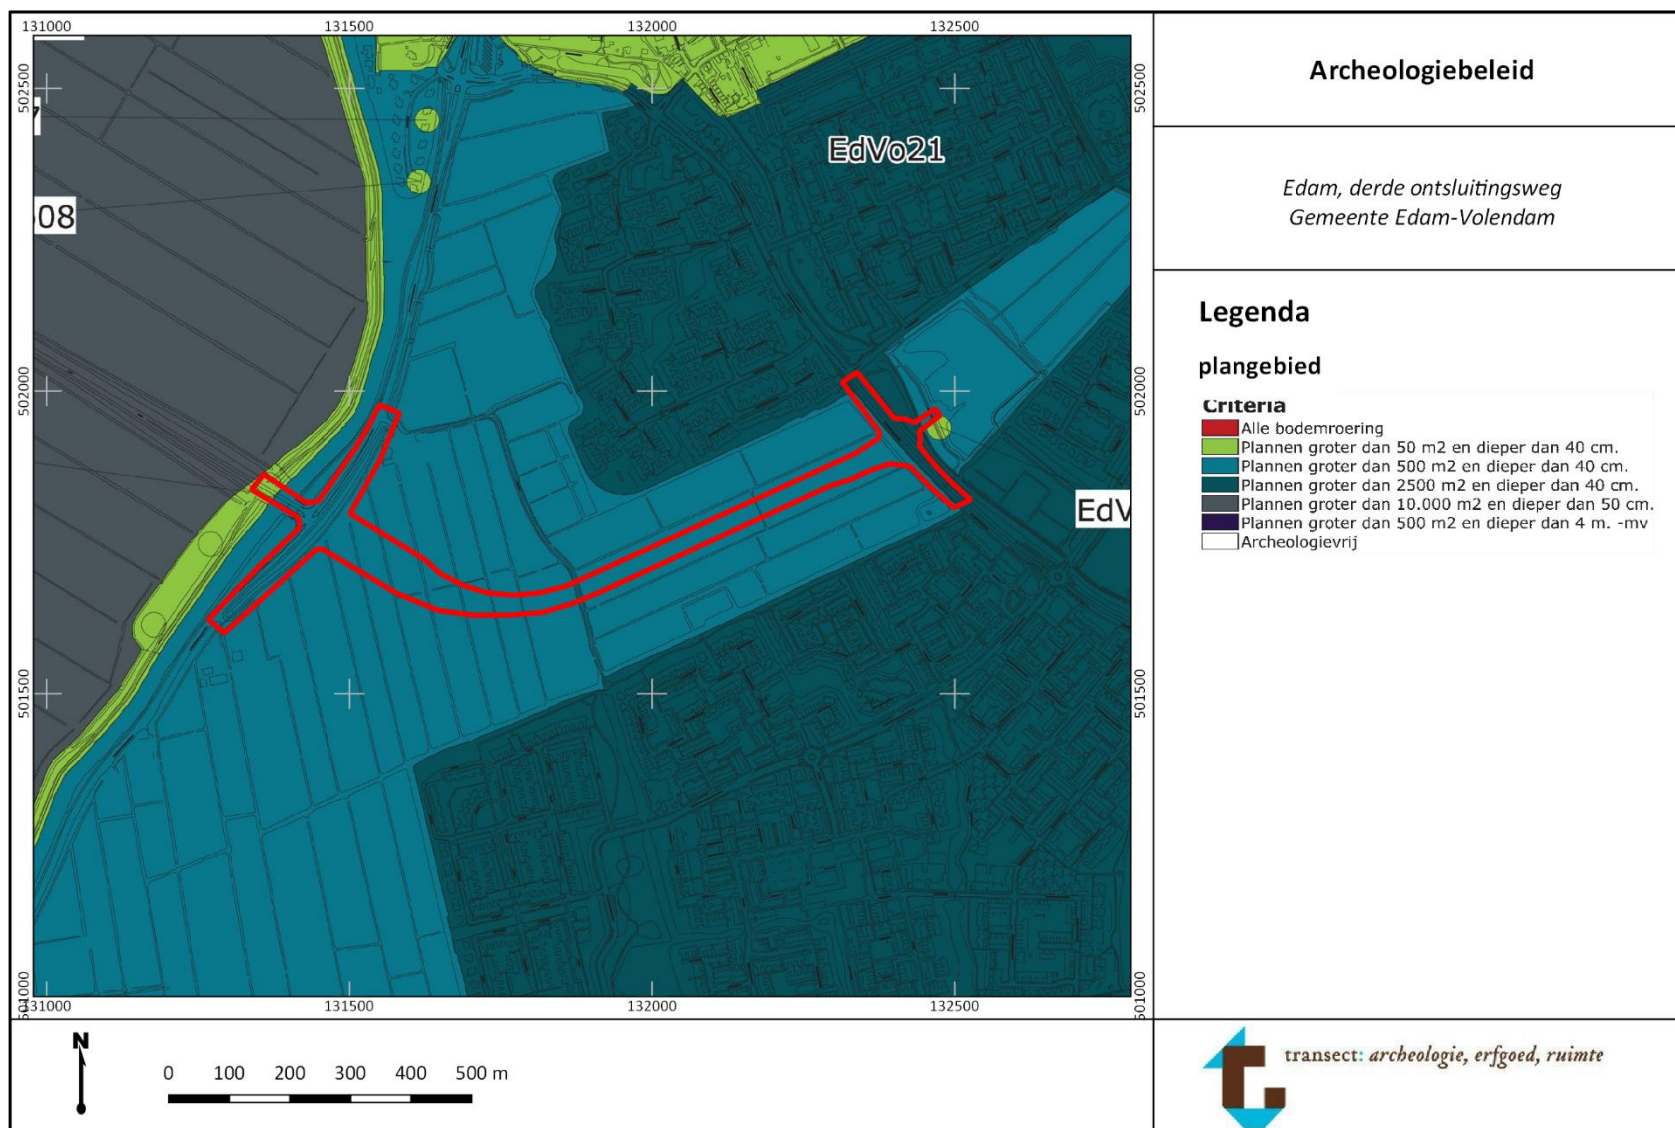 131000 131500 132000 132500
502500 502500
502000 502000
501500 501500
501000 501000
131000 131500 132000 132500
EdVo21
7
08
EdV
Archeologiebeleid
Edam, derde ontsluitingsweg
Gemeente Edam-Volendam
Legenda
plangebied
Criteria
Alle bodemroering
Plannen groter dan 50 m2 en dieper dan 40 cm.
Plannen groter dan 500 m2 en dieper dan 40 cm.
Plannen groter dan 2500 m2 en dieper dan 40 cm.
Plannen groter dan 10.000 m2 en dieper dan 50 cm.
Plannen groter dan 500 m2 en dieper dan 4 m. -mv
Archeologievrij
N
0 100 200 300 400 500 m
transect: archeologie, erfgoed, ruimte